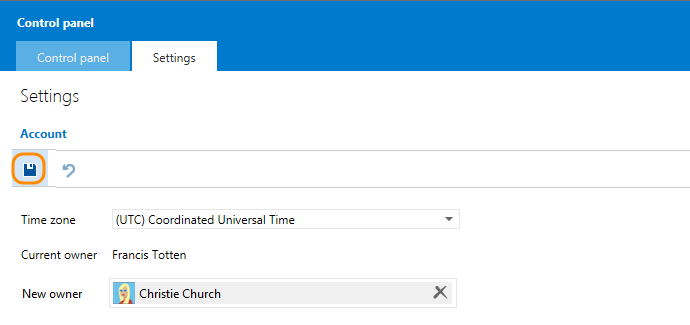 Control panel
Control panel Settings
Settings
Account
Time zone (UTC) Coordinated Universal Time
Current owner Francis Totten
New owner Christie Church